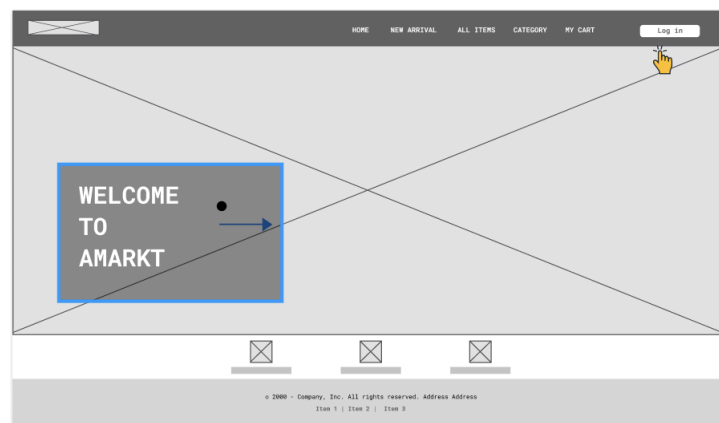 HOME NEW ARRIVAL ALL ITEMS CATEGORY MY CART Log in
WELCOME
TO
AMARKT
© 2000 - Company, Inc. All rights reserved. Address Address
Item 1 | Item 2 | Item 3